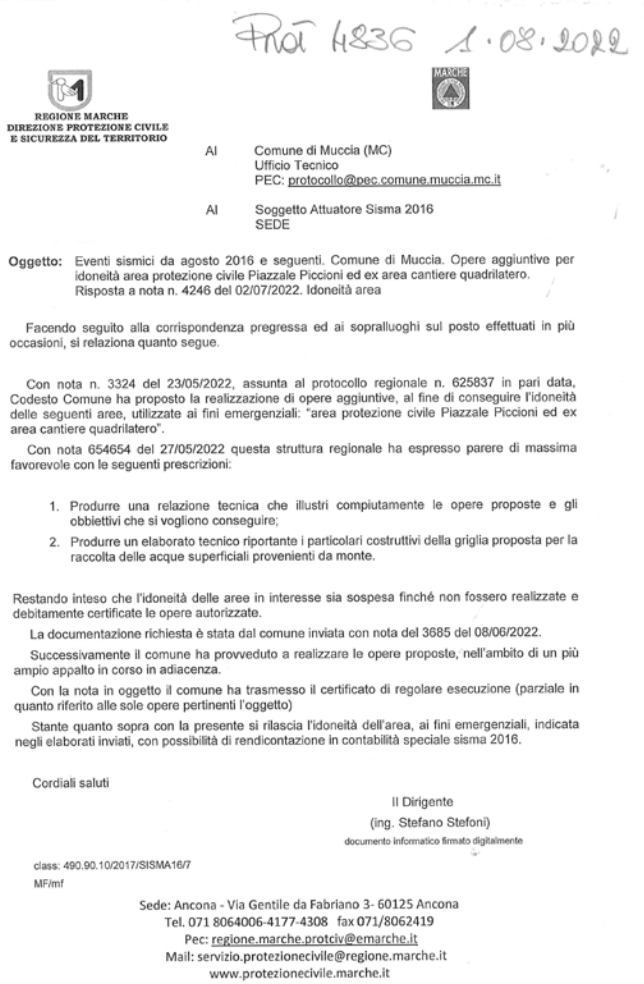 Prot 4836 1.08.2022
MARCHE
REGIONE MARCHE
DIREZIONE PROTEZIONE CIVILE
E SICUREZZA DEL TERRITORIO
Al Comune di Muccia (MC)
Ufficio Tecnico
PEC: protocollo@pec.comune.muccia.mc.it
Al Soggetto Attuatore Sisma 2016
SEDE
Oggetto: Eventi sismici da agosto 2016 e seguenti. Comune di Muccia. Opere aggiuntive per
idoneità area protezione civile Piazzale Piccioni ed ex area cantiere quadrilatero.
Risposta a nota n. 4246 del 02/07/2022. Idoneità area
Facendo seguito alla corrispondenza pregressa ed ai sopralluoghi sul posto effettuati in più
occasioni, si relaziona quanto segue.
Con nota n. 3324 del 23/05/2022, assunta al protocollo regionale n. 625837 in pari data,
Codesto Comune ha proposto la realizzazione di opere aggiuntive, al fine di conseguire l'idoneità
delle seguenti aree, utilizzate ai fini emergenziali: "area protezione civile Piazzale Piccioni ed ex
area cantiere quadrilatero".
Con nota 654654 del 27/05/2022 questa struttura regionale ha espresso parere di massima
favorevole con le seguenti prescrizioni:
1. Produrre una relazione tecnica che illustri compiutamente le opere proposte e gli
obbiettivi che si vogliono conseguire;
2. Produrre un elaborato tecnico riportante i particolari costruttivi della griglia proposta per la
raccolta delle acque superficiali provenienti da monte.
Restando inteso che l'idoneità delle aree in interesse sia sospesa finché non fossero realizzate e
debitamente certificate le opere autorizzate.
La documentazione richiesta è stata dal comune inviata con nota del 3685 del 08/06/2022.
Successivamente il comune ha provveduto a realizzare le opere proposte, nell'ambito di un più
ampio appalto in corso in adiacenza.
Con la nota in oggetto il comune ha trasmesso il certificato di regolare esecuzione (parziale in
quanto riferito alle sole opere pertinenti l'oggetto)
Stante quanto sopra con la presente si rilascia l'idoneità dell'area, ai fini emergenziali, indicata
negli elaborati inviati, con possibilità di rendicontazione in contabilità speciale sisma 2016.
Cordiali saluti
Il Dirigente
(ing. Stefano Stefoni)
documento informatico firmato digitalmente
class: 490.90.10/2017/SISMA16/7
MF/mf
Sede: Ancona - Via Gentile da Fabriano 3- 60125 Ancona
Tel. 071 8064006-4177-4308 fax 071/8062419
Pec: regione.marche.protciv@emarche.it
Mail: servizio.protezionecivile@regione.marche.it
www.protezionecivile.marche.it